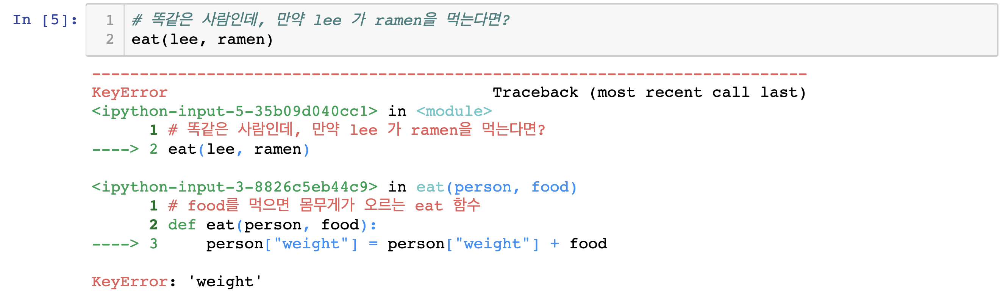 In [5]:
1 # 똑같은 사람인데, 만약 lee 가 ramen을 먹는다면?
2 eat(lee, ramen)
---------------------------------------------------------------------------
KeyError                                  Traceback (most recent call last)
<ipython-input-5-35b09d040cc1> in <module>
      1 # 똑같은 사람인데, 만약 lee 가 ramen을 먹는다면?
----> 2 eat(lee, ramen)
<ipython-input-3-8826c5eb44c9> in eat(person, food)
      1 # food를 먹으면 몸무게가 오르는 eat 함수
      2 def eat(person, food):
----> 3     person["weight"] = person["weight"] + food
KeyError: 'weight'